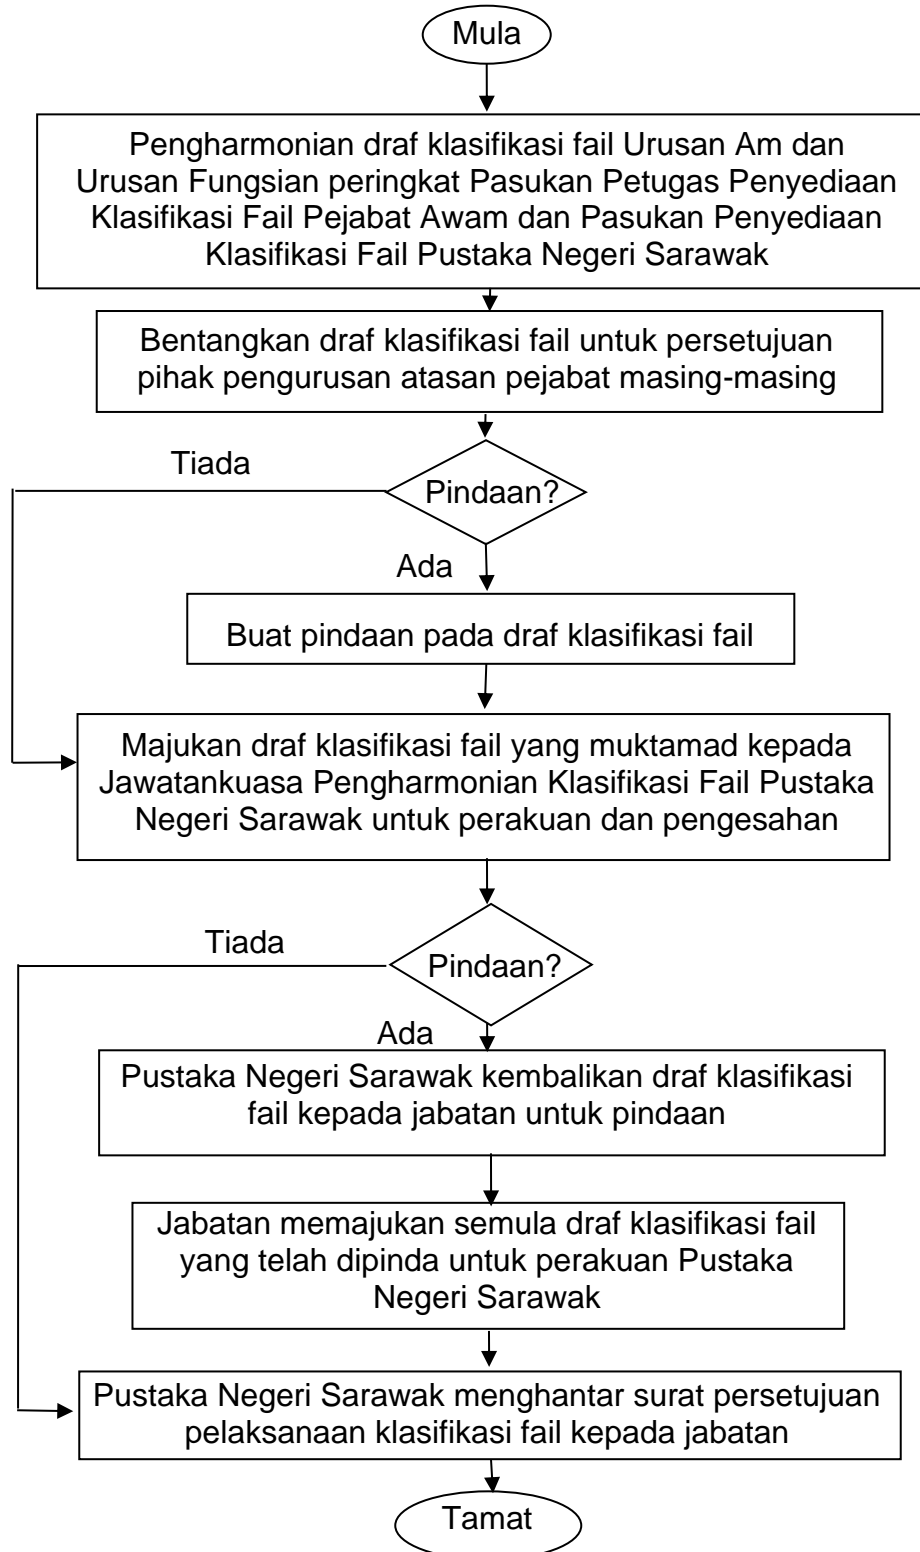 Mula
Pengharmonian draf klasifikasi fail Urusan Am dan
Urusan Fungsian peringkat Pasukan Petugas Penyediaan
Klasifikasi Fail Pejabat Awam dan Pasukan Penyediaan
Klasifikasi Fail Pustaka Negeri Sarawak
Bentangkan draf klasifikasi fail untuk persetujuan
pihak pengurusan atasan pejabat masing-masing
Tiada
Pindaan?
Ada
Buat pindaan pada draf klasifikasi fail
Majukan draf klasifikasi fail yang muktamad kepada
Jawatankuasa Pengharmonian Klasifikasi Fail Pustaka
Negeri Sarawak untuk perakuan dan pengesahan
Tiada
Pindaan?
Ada
Pustaka Negeri Sarawak kembalikan draf klasifikasi
fail kepada jabatan untuk pindaan
Jabatan memajukan semula draf klasifikasi fail
yang telah dipinda untuk perakuan Pustaka
Negeri Sarawak
Pustaka Negeri Sarawak menghantar surat persetujuan
pelaksanaan klasifikasi fail kepada jabatan
Tamat